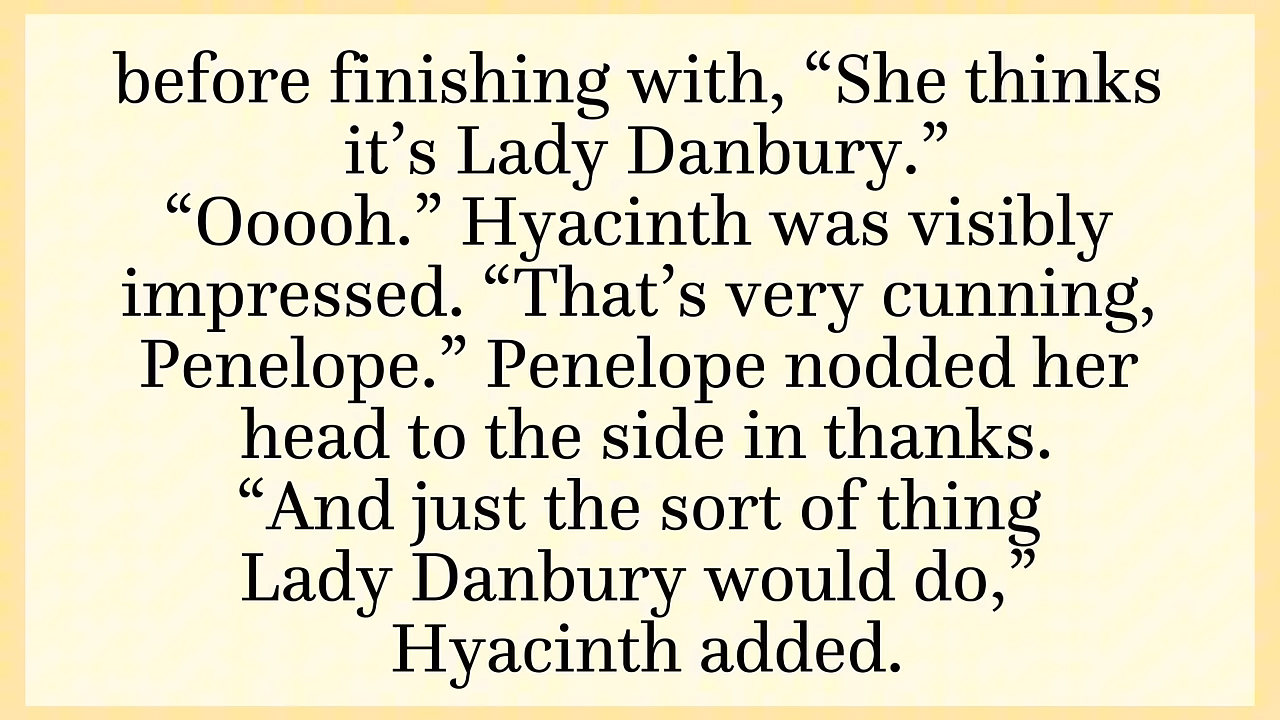 before finishing with, “She thinks
it’s Lady Danbury.”
“Ooooh.” Hyacinth was visibly
impressed. “That’s very cunning,
Penelope.” Penelope nodded her
head to the side in thanks.
“And just the sort of thing
Lady Danbury would do,”
Hyacinth added.